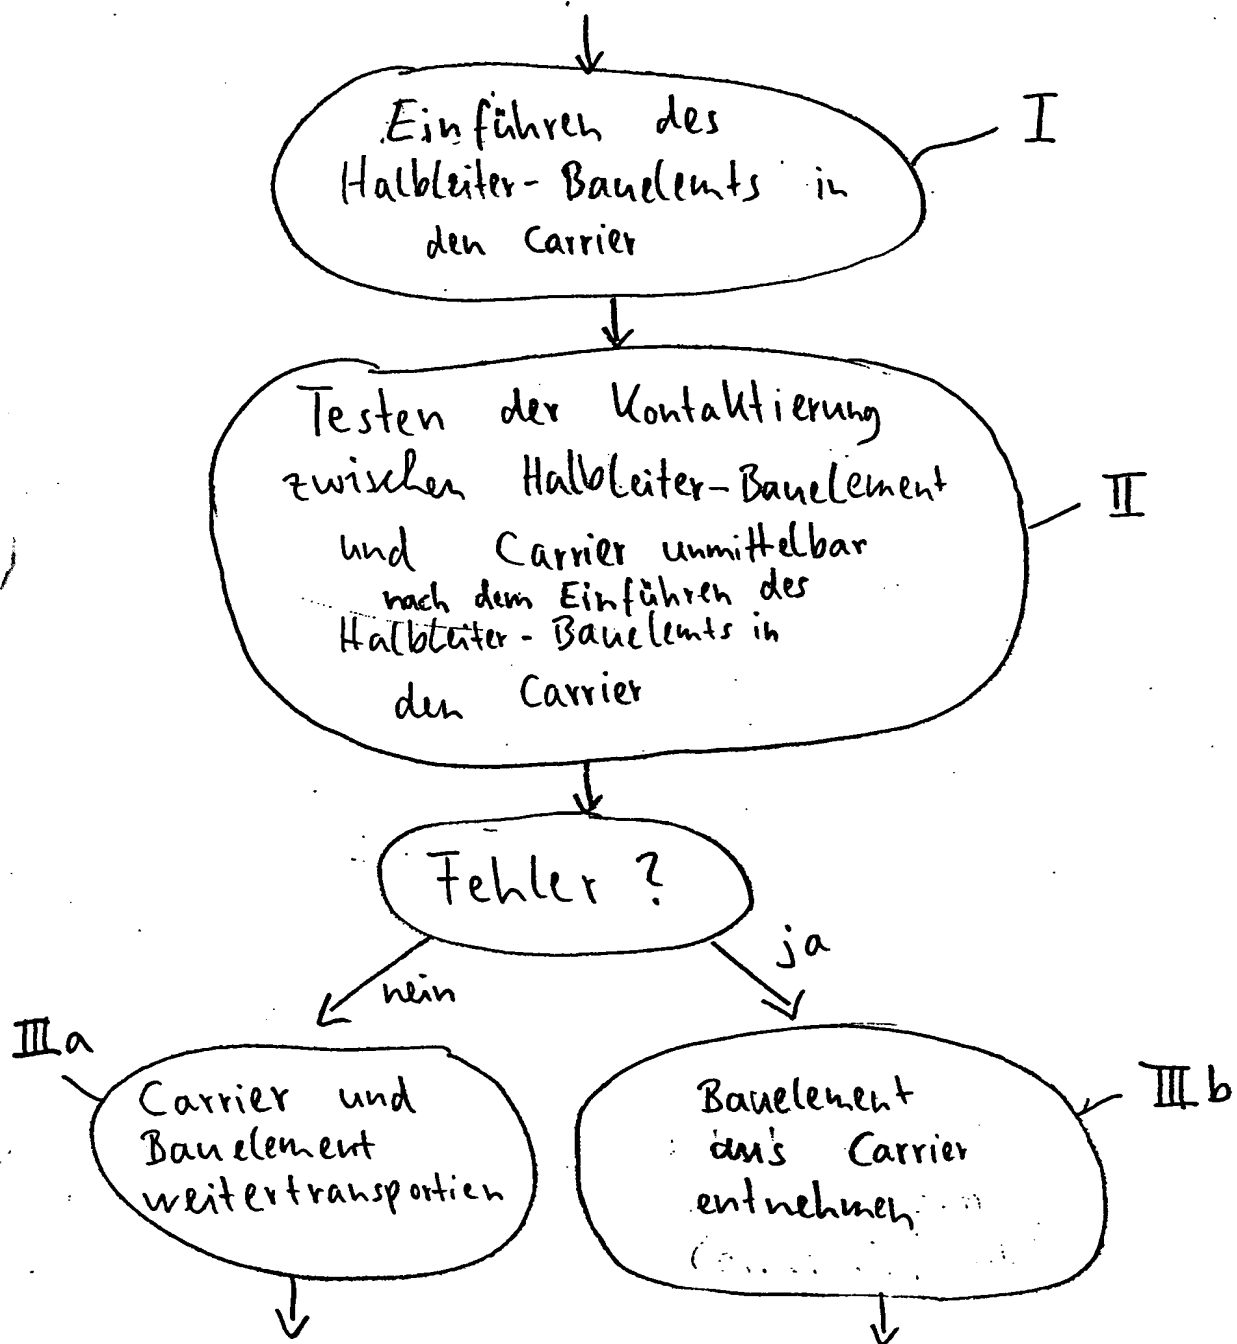 Einführen des
Halbleiter-Bauelemts in
den Carrier
I
Testen der Kontaktierung
zwischen Halbleiter-Bauelement
und Carrier unmittelbar
nach dem Einführen des
Halbleiter-Bauelemts in
den Carrier
II
Fehler ?
nein
ja
IIIa
Carrier und
Bauelement
weitertransportien
IIIb
Bauelement
aus Carrier
entnehmen